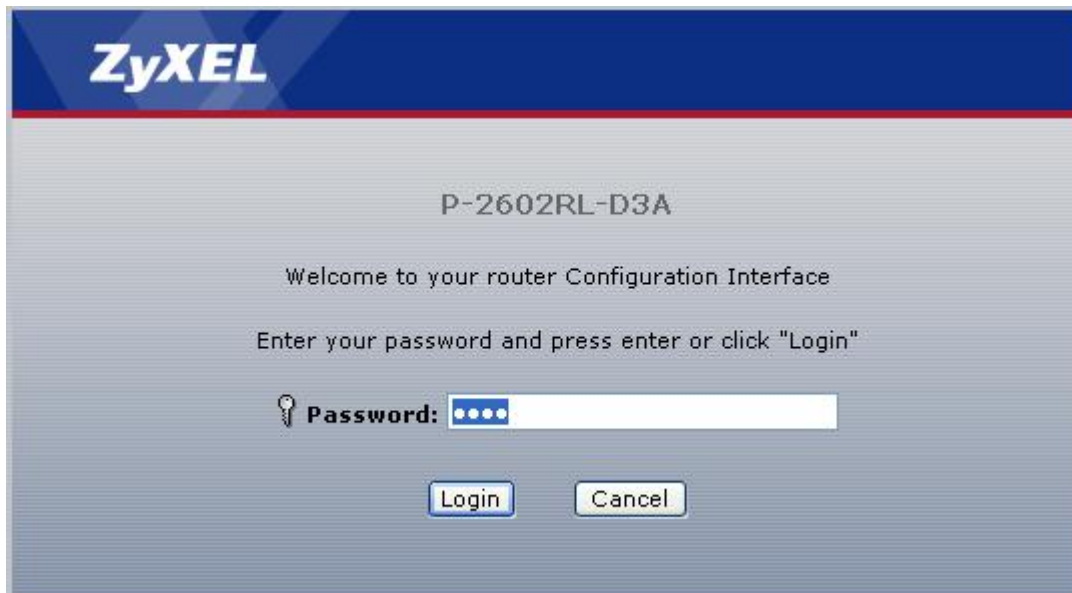 ZyXEL
P-2602RL-D3A
Welcome to your router Configuration Interface
Enter your password and press enter or click "Login"
Password: ••••
Login Cancel